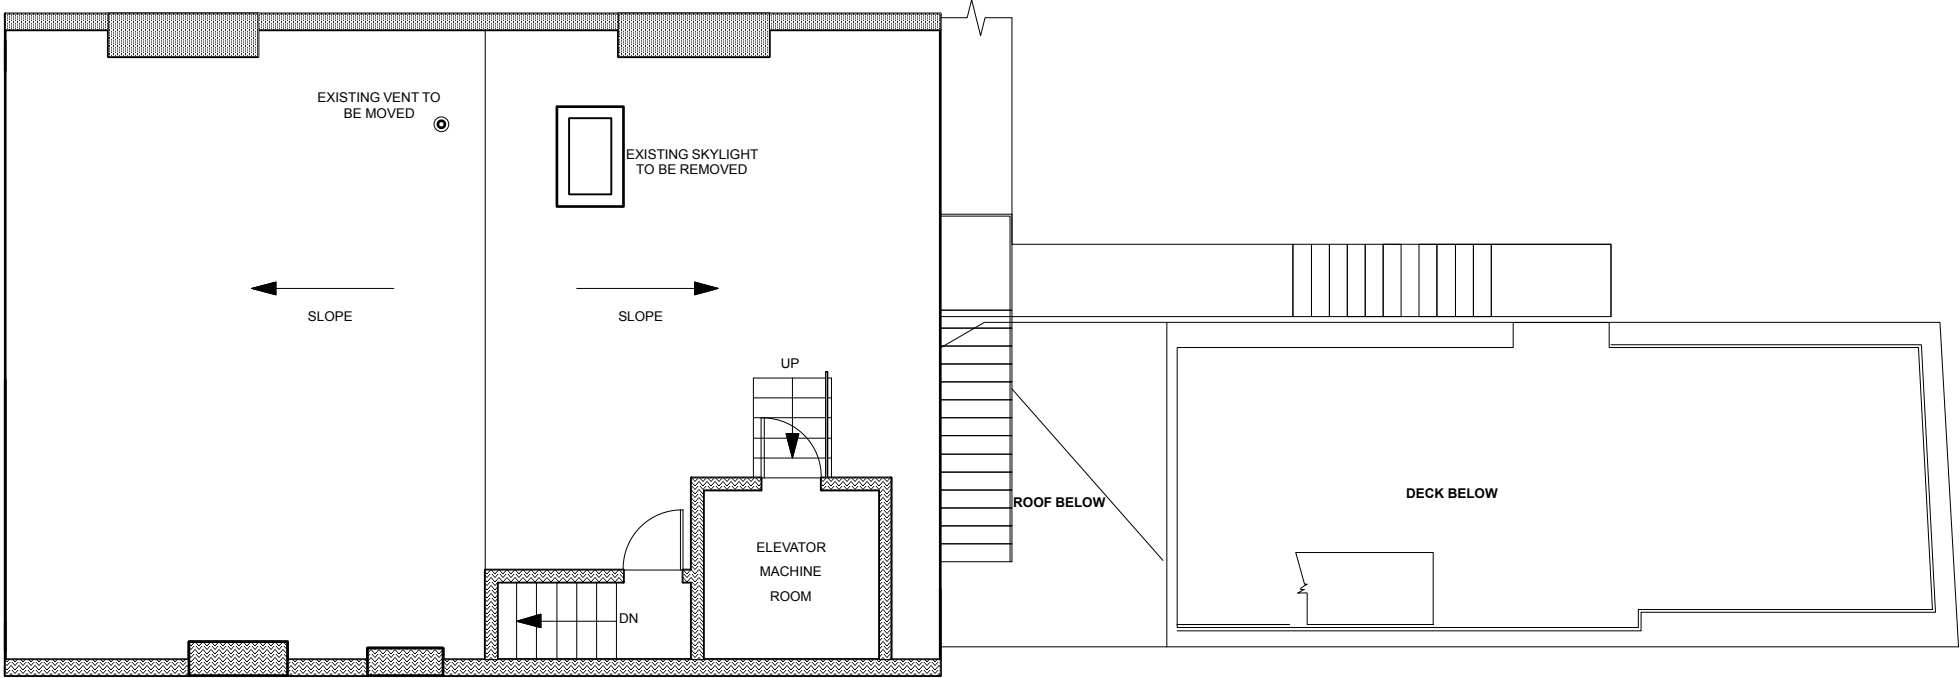 EXISTING VENT TO
BE MOVED
EXISTING SKYLIGHT
TO BE REMOVED
SLOPE
SLOPE
UP
ROOF BELOW
DECK BELOW
ELEVATOR
MACHINE
ROOM
DN